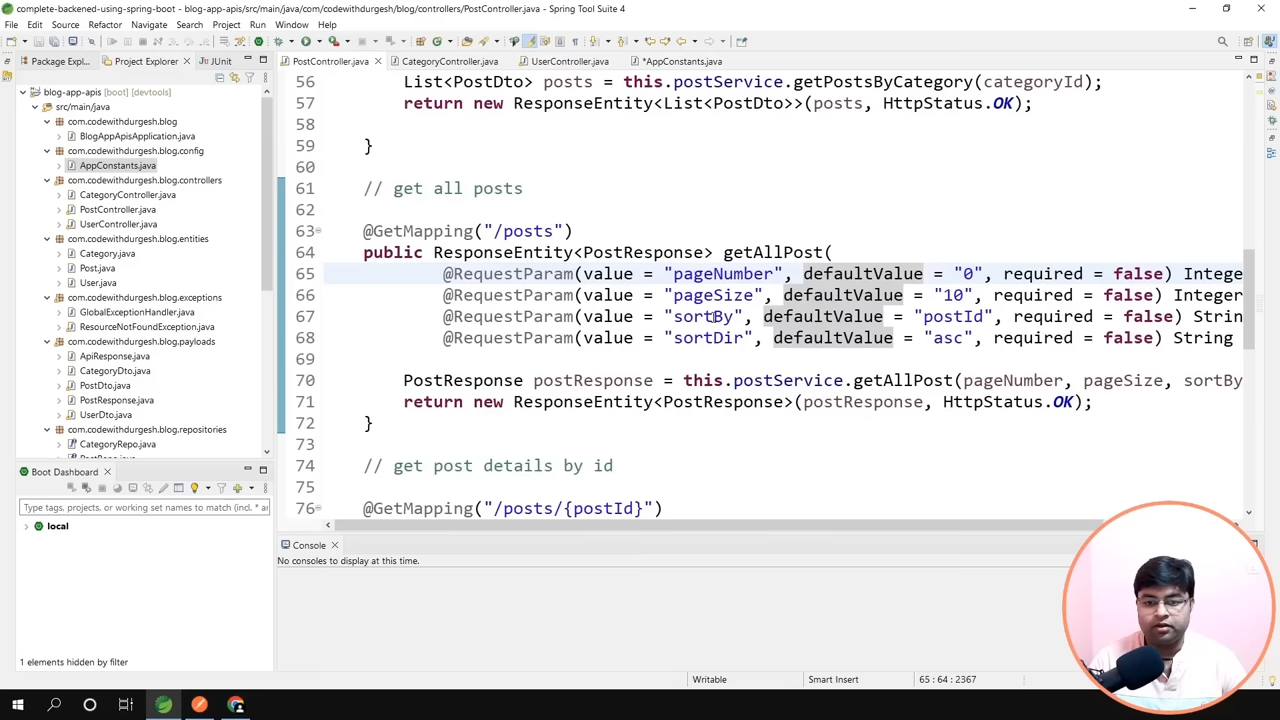 complete-backened-using-spring-boot - blog-app-apis/src/main/java/com/codewithdurgesh/blog/controllers/PostController.java - Spring Tool Suite 4
File Edit Source Refactor Navigate Search Project Run Window Help
Package Expl... Project Explorer JUnit
PostController.java CategoryController.java UserController.java *AppConstants.java
blog-app-apis [boot] [devtools]
src/main/java
com.codewithdurgesh.blog
BlogAppApisApplication.java
com.codewithdurgesh.blog.config
AppConstants.java
com.codewithdurgesh.blog.controllers
CategoryController.java
PostController.java
UserController.java
com.codewithdurgesh.blog.entities
Category.java
Post.java
User.java
com.codewithdurgesh.blog.exceptions
GlobalExceptionHandler.java
ResourceNotFoundException.java
com.codewithdurgesh.blog.payloads
ApiResponse.java
CategoryDto.java
PostDto.java
PostResponse.java
UserDto.java
com.codewithdurgesh.blog.repositories
CategoryRepo.java
56 List<PostDto> posts = this.postService.getPostsByCategory(categoryId);
57 return new ResponseEntity<List<PostDto>>(posts, HttpStatus.OK);
58
59 }
60
61 // get all posts
62
63 @GetMapping("/posts")
64 public ResponseEntity<PostResponse> getAllPost(
65 @RequestParam(value = "pageNumber", defaultValue = "0", required = false) Intege
66 @RequestParam(value = "pageSize", defaultValue = "10", required = false) Integer
67 @RequestParam(value = "sortBy", defaultValue = "postId", required = false) Strin
68 @RequestParam(value = "sortDir", defaultValue = "asc", required = false) String
69
70 PostResponse postResponse = this.postService.getAllPost(pageNumber, pageSize, sortBy
71 return new ResponseEntity<PostResponse>(postResponse, HttpStatus.OK);
72 }
73
74 // get post details by id
75
76 @GetMapping("/posts/{postId}")
Boot Dashboard
Type tags, projects, or working set names to match (incl. * ar
local
1 elements hidden by filter
Console
No consoles to display at this time.
Writable Smart Insert 65 : 64 : 2367